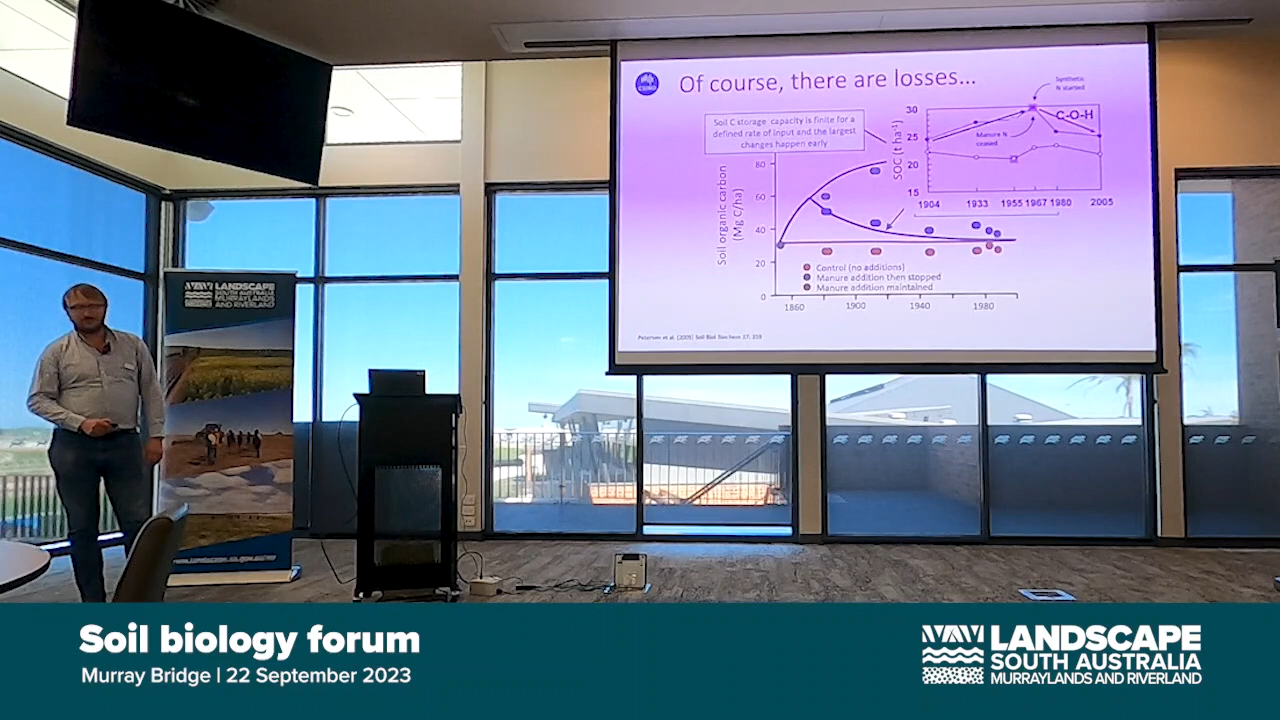 CSIRO
Of course, there are losses...
Soil C storage capacity is finite for a
defined rate of input and the largest
changes happen early
Synthetic
N started
C-O-H
Manure N
ceased
SOC (t ha⁻¹)
30
25
20
15
1904
1933
1955
1967
1980
2005
Soil organic carbon
(Mg C/ha)
80
60
40
20
0
1860
1900
1940
1980
Control (no additions)
Manure addition then stopped
Manure addition maintained
Petersen et al. (2005) Soil Biol Biochem 37: 359
LANDSCAPE
SOUTH AUSTRALIA
MURRAYLANDS
AND RIVERLAND
Soil biology forum
Murray Bridge | 22 September 2023
LANDSCAPE
SOUTH AUSTRALIA
MURRAYLANDS AND RIVERLAND